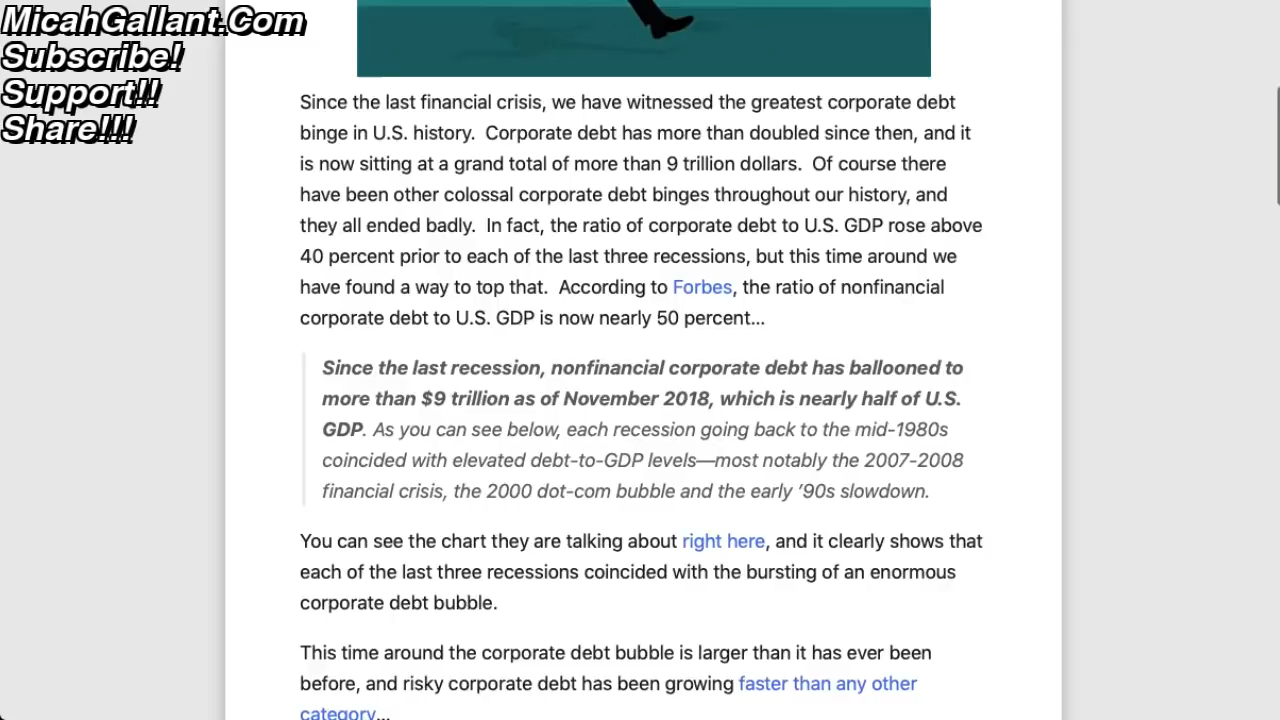 MicahGallant.Com
Subscribe!
Support!!
Share!!!
Since the last financial crisis, we have witnessed the greatest corporate debt
binge in U.S. history.  Corporate debt has more than doubled since then, and it
is now sitting at a grand total of more than 9 trillion dollars.  Of course there
have been other colossal corporate debt binges throughout our history, and
they all ended badly.  In fact, the ratio of corporate debt to U.S. GDP rose above
40 percent prior to each of the last three recessions, but this time around we
have found a way to top that.  According to Forbes, the ratio of nonfinancial
corporate debt to U.S. GDP is now nearly 50 percent...
Since the last recession, nonfinancial corporate debt has ballooned to
more than $9 trillion as of November 2018, which is nearly half of U.S.
GDP. As you can see below, each recession going back to the mid-1980s
coincided with elevated debt-to-GDP levels—most notably the 2007-2008
financial crisis, the 2000 dot-com bubble and the early ’90s slowdown.
You can see the chart they are talking about right here, and it clearly shows that
each of the last three recessions coincided with the bursting of an enormous
corporate debt bubble.
This time around the corporate debt bubble is larger than it has ever been
before, and risky corporate debt has been growing faster than any other
category...